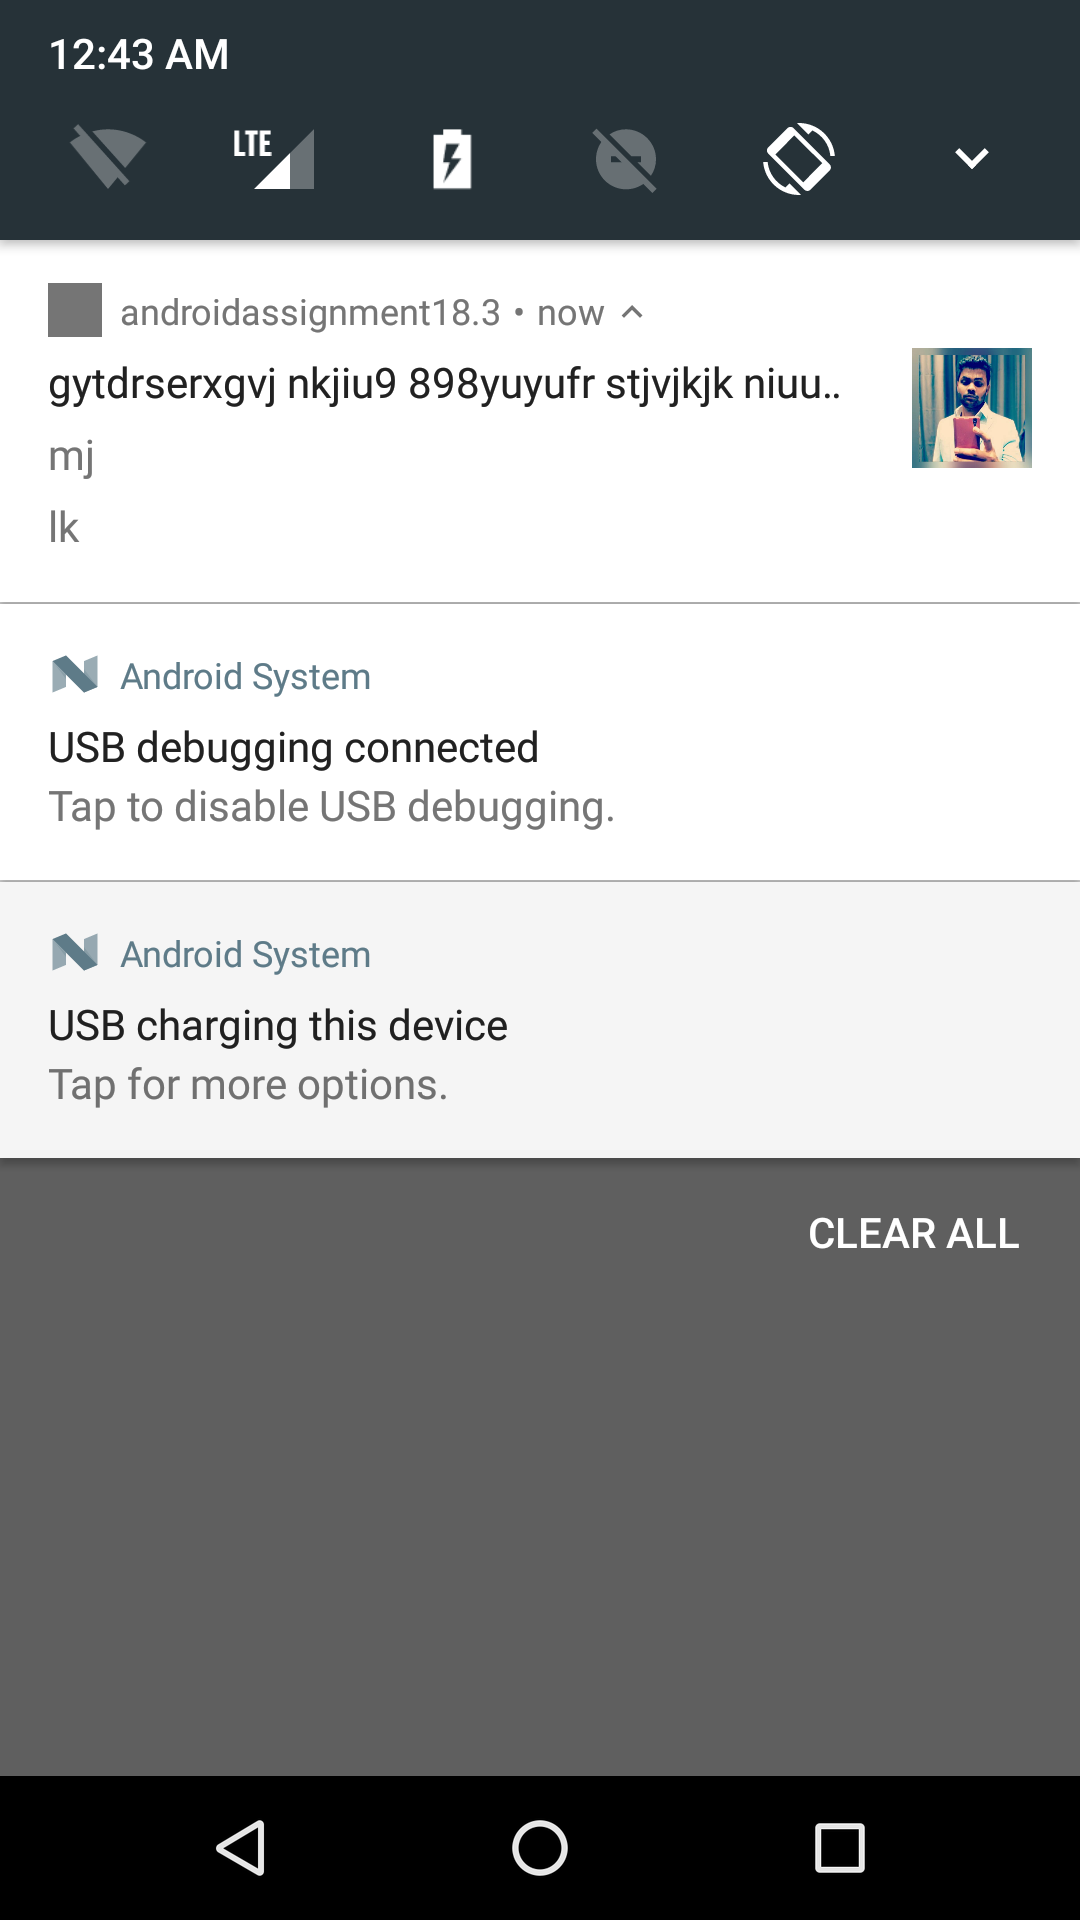 12:43 AM
LTE
androidassignment18.3 • now
gytdrserxgvj nkjiu9 898yuyufr stjvjkjk niuu..
mj
lk
Android System
USB debugging connected
Tap to disable USB debugging.
Android System
USB charging this device
Tap for more options.
CLEAR ALL